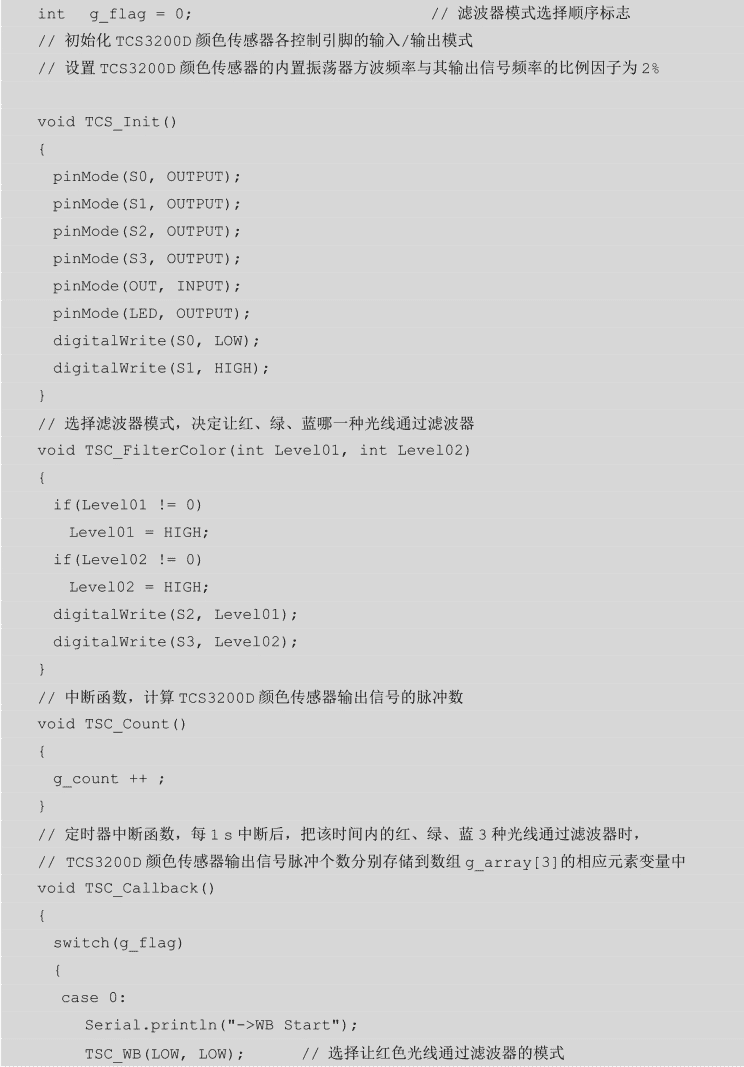 int  g_flag = 0;                               // 滤波器模式选择顺序标志
// 初始化 TCS3200D 颜色传感器各控制引脚的输入/输出模式
// 设置 TCS3200D 颜色传感器的内置振荡器方波频率与其输出信号频率的比例因子为 2%
void TCS_Init()
{
  pinMode(S0, OUTPUT);
  pinMode(S1, OUTPUT);
  pinMode(S2, OUTPUT);
  pinMode(S3, OUTPUT);
  pinMode(OUT, INPUT);
  pinMode(LED, OUTPUT);
  digitalWrite(S0, LOW);
  digitalWrite(S1, HIGH);
}
// 选择滤波器模式，决定让红、绿、蓝哪一种光线通过滤波器
void TSC_FilterColor(int Level01, int Level02)
{
  if(Level01 != 0)
    Level01 = HIGH;
  if(Level02 != 0)
    Level02 = HIGH;
  digitalWrite(S2, Level01);
  digitalWrite(S3, Level02);
}
// 中断函数，计算 TCS3200D 颜色传感器输出信号的脉冲数
void TSC_Count()
{
  g_count ++ ;
}
// 定时器中断函数，每 1 s 中断后，把该时间内的红、绿、蓝 3 种光线通过滤波器时，
// TCS3200D 颜色传感器输出信号脉冲个数分别存储到数组 g_array[3]的相应元素变量中
void TSC_Callback()
{
  switch(g_flag)
  {
   case 0:
      Serial.println("->WB Start");
      TSC_WB(LOW, LOW);       // 选择让红色光线通过滤波器的模式